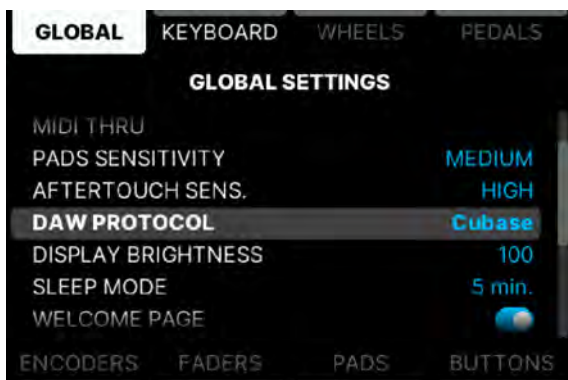 GLOBAL KEYBOARD WHEELS PEDALS
GLOBAL SETTINGS
MIDI THRU
PADS SENSITIVITY MEDIUM
AFTERTOUCH SENS. HIGH
DAW PROTOCOL Cubase
DISPLAY BRIGHTNESS 100
SLEEP MODE 5 min.
WELCOME PAGE
ENCODERS FADERS PADS BUTTONS